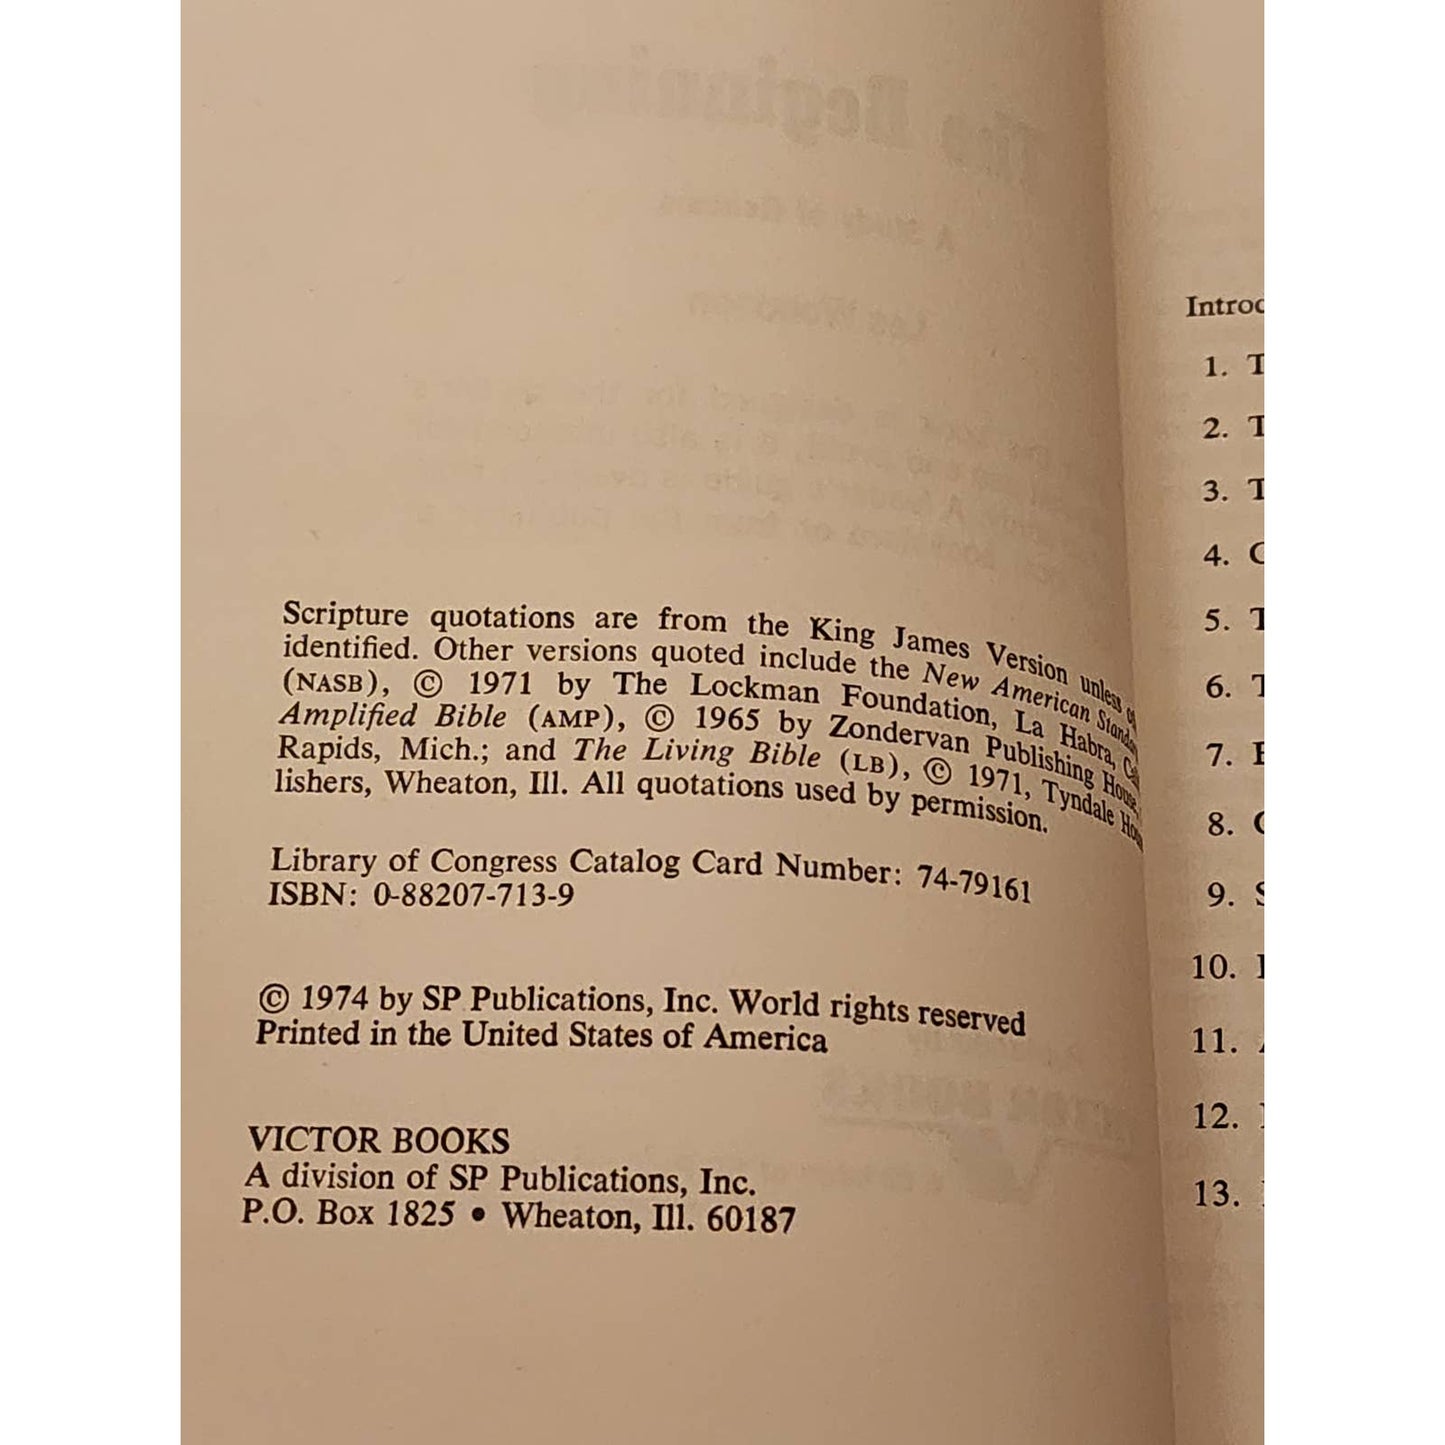 Scripture quotations are from the King James Version unless
identified. Other versions quoted include the New American Standard
(NASB), © 1971 by The Lockman Foundation, La Habra,
Amplified Bible (AMP), © 1965 by Zondervan Publishing House,
Rapids, Mich.; and The Living Bible (LB), © 1971, Tyndale
lishers, Wheaton, Ill. All quotations used by permission.
Library of Congress Catalog Card Number: 74-79161
ISBN: 0-88207-713-9
© 1974 by SP Publications, Inc. World rights reserved
Printed in the United States of America
VICTOR BOOKS
A division of SP Publications, Inc.
P.O. Box 1825 • Wheaton, Ill. 60187
Introd
1. T
2. T
3. T
4.
5. T
6. T
7.
8.
9. S
10.
11.
12.
13.